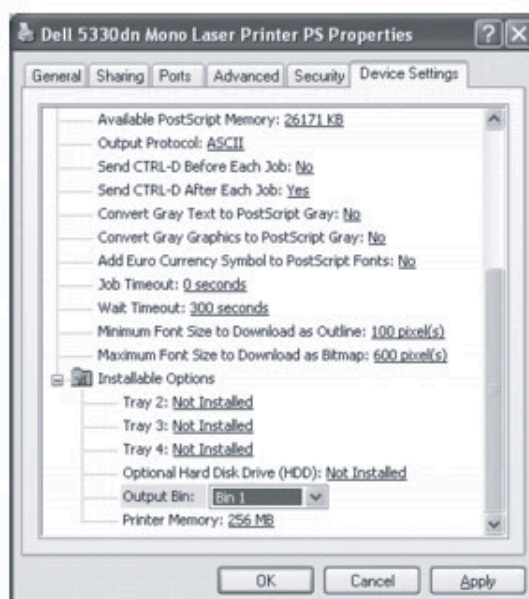 Dell 5330dn Mono Laser Printer PS Properties
General Sharing Ports Advanced Security Device Settings
Available PostScript Memory: 26171 KB
Output Protocol: ASCII
Send CTRL-D Before Each Job: No
Send CTRL-D After Each Job: Yes
Convert Gray Text to PostScript Gray: No
Convert Gray Graphics to PostScript Gray: No
Add Euro Currency Symbol to PostScript Fonts: No
Job Timeout: 0 seconds
Wait Timeout: 300 seconds
Minimum Font Size to Download as Outline: 100 pixel(s)
Maximum Font Size to Download as Bitmap: 600 pixel(s)
Installable Options
Tray 2: Not Installed
Tray 3: Not Installed
Tray 4: Not Installed
Optional Hard Disk Drive (HDD): Not Installed
Output Bin: Bin 1
Printer Memory: 256 MB
OK Cancel Apply